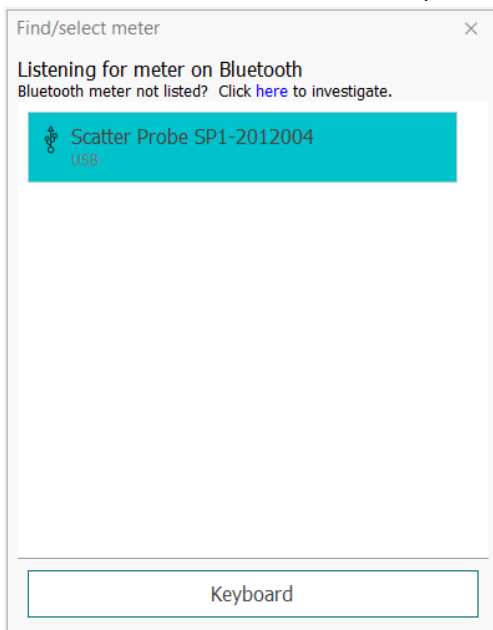 Find/select meter
Listening for meter on Bluetooth
Bluetooth meter not listed? Click here to investigate.
Scatter Probe SP1-2012004
USB
Keyboard